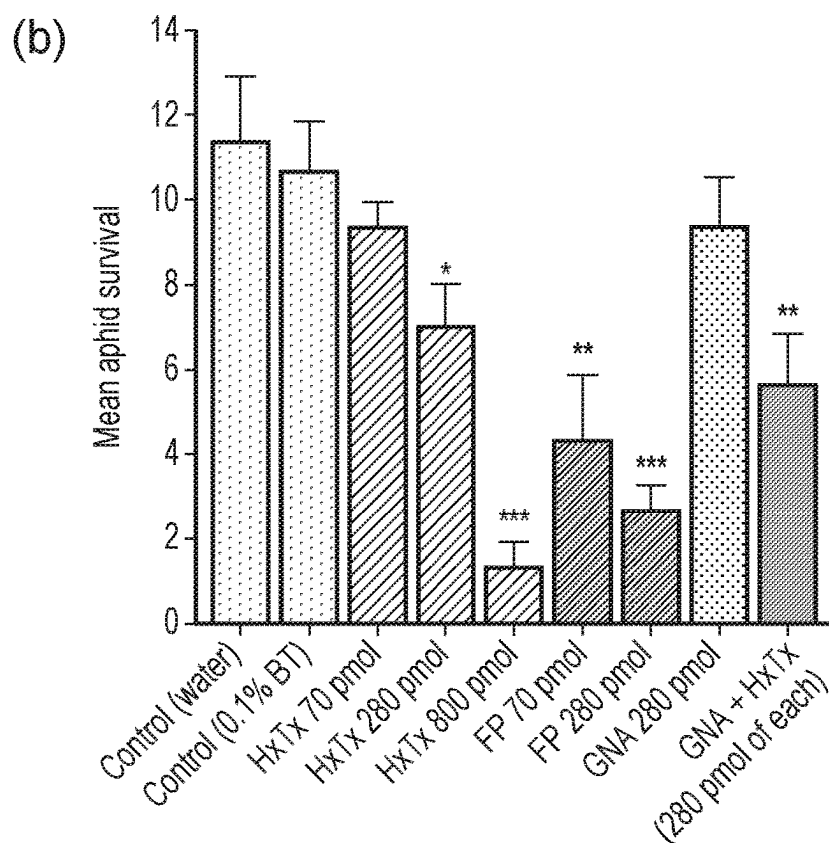 (b)
Mean aphid survival
14
12
10
8
6
4
2
0
*
***
**
***
**
Control (water)
Control (0.1% BT)
HxTx 70 pmol
HxTx 280 pmol
HxTx 800 pmol
FP 70 pmol
FP 280 pmol
GNA 280 pmol
GNA + HxTx
(280 pmol of each)